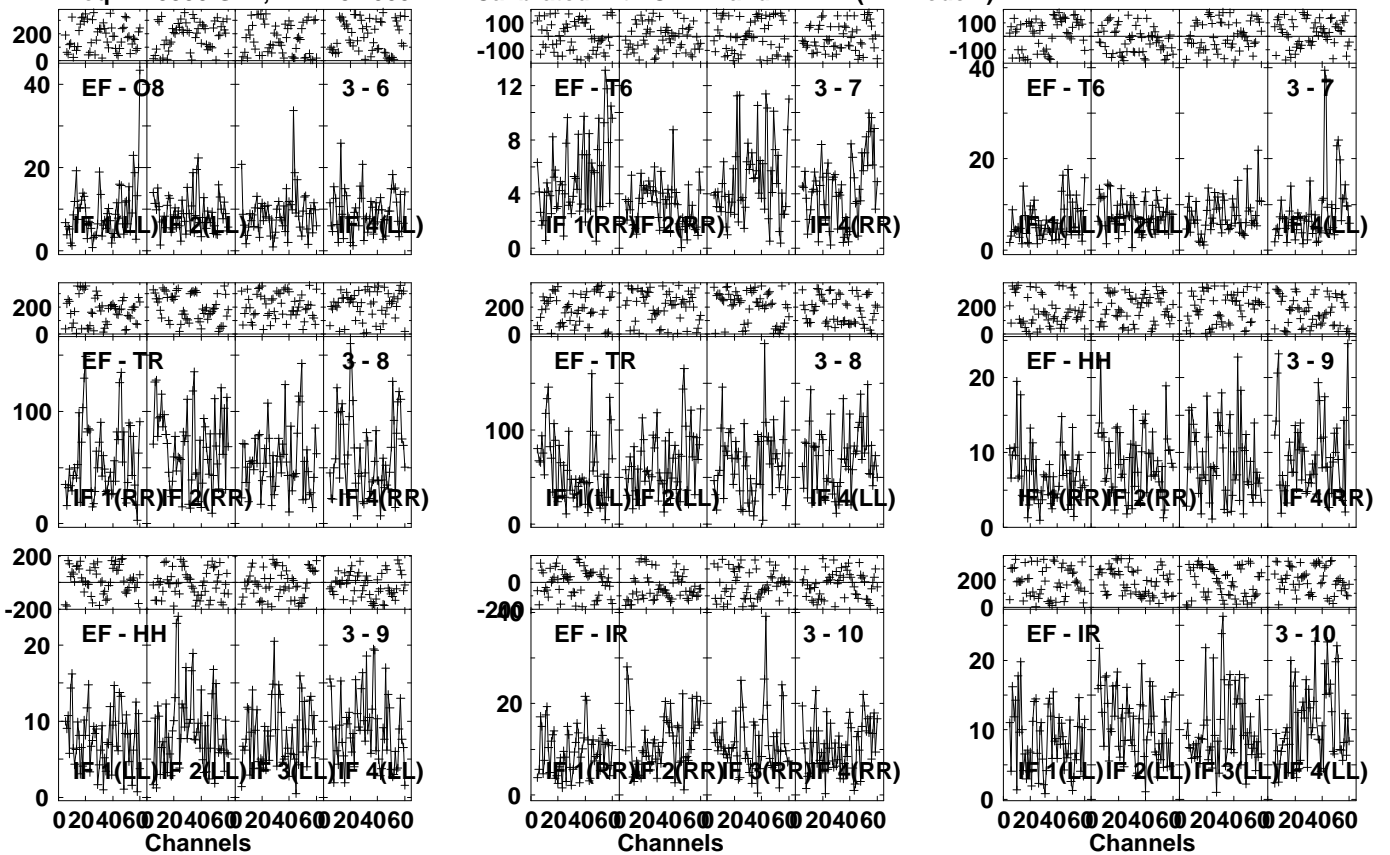 200
0
40
20
0
EF - O8
3 - 6
IF 1(LL)
IF 2(LL)
IF 4(LL)
100
-100
12
8
4
0
EF - T6
3 - 7
IF 1(RR)
IF 2(RR)
IF 4(RR)
100
-100
40
20
0
EF - T6
3 - 7
IF 1(LL)
IF 2(LL)
IF 4(LL)
200
0
100
0
EF - TR
3 - 8
IF 1(RR)
IF 2(RR)
IF 4(RR)
200
0
100
0
EF - TR
3 - 8
IF 1(LL)
IF 2(LL)
IF 4(LL)
200
0
20
10
0
EF - HH
3 - 9
IF 1(RR)
IF 2(RR)
IF 4(RR)
200
0
-200
20
10
0
EF - HH
3 - 9
IF 1(LL)
IF 2(LL)
IF 3(LL)
IF 4(LL)
0 20 40 60 0 20 40 60 0 20 40 60 0 20 40 60
Channels
0
-200
40
20
0
EF - IR
3 - 10
IF 1(RR)
IF 2(RR)
IF 3(RR)
IF 4(RR)
0 20 40 60 0 20 40 60 0 20 40 60 0 20 40 60
Channels
200
0
20
10
0
EF - IR
3 - 10
IF 1(LL)
IF 2(LL)
IF 3(LL)
IF 4(LL)
0 20 40 60 0 20 40 60 0 20 40 60 0 20 40 60
Channels